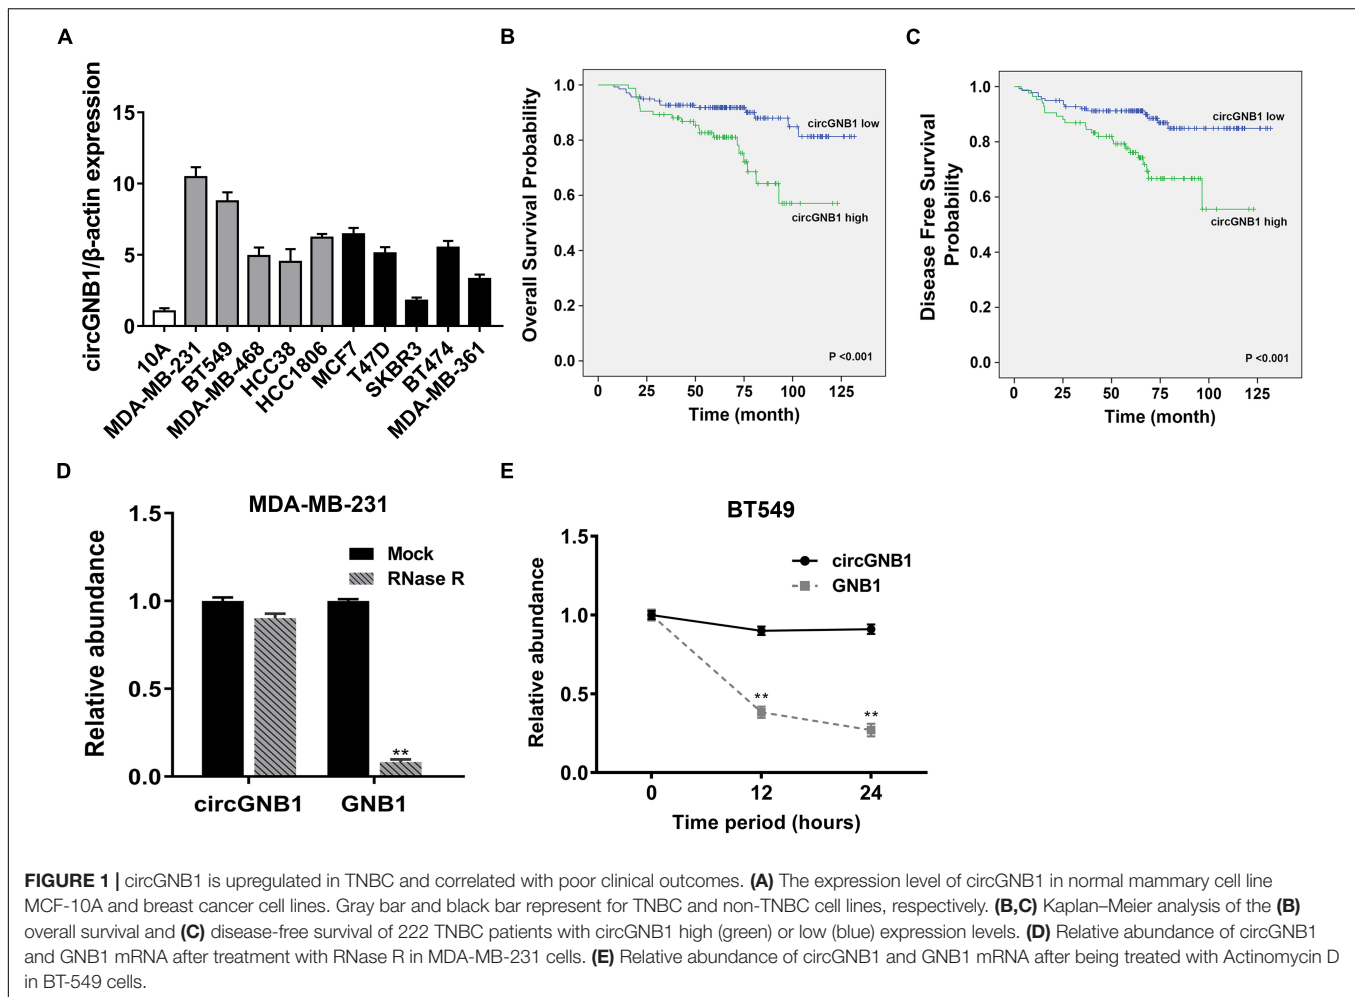 A
circGNB1/β-actin expression
15
10
5
0
10A
MDA-MB-231
BT549
MDA-MB-468
HCC38
HCC1806
MCF7
T47D
SKBR3
BT474
MDA-MB-361
B
Overall Survival Probability
1.0
0.8
0.6
0.4
0.2
0.0
circGNB1 low
circGNB1 high
P <0.001
0 25 50 75 100 125
Time (month)
C
Disease Free Survival
Probability
1.0
0.8
0.6
0.4
0.2
0.0
circGNB1 low
circGNB1 high
P <0.001
0 25 50 75 100 125
Time (month)
D
MDA-MB-231
Relative abundance
1.5
1.0
0.5
0.0
Mock
RNase R
**
circGNB1 GNB1
E
BT549
Relative abundance
1.5
1.0
0.5
0.0
circGNB1
GNB1
**
**
0 12 24
Time period (hours)
FIGURE 1 | circGNB1 is upregulated in TNBC and correlated with poor clinical outcomes. (A) The expression level of circGNB1 in normal mammary cell line
MCF-10A and breast cancer cell lines. Gray bar and black bar represent for TNBC and non-TNBC cell lines, respectively. (B,C) Kaplan–Meier analysis of the (B)
overall survival and (C) disease-free survival of 222 TNBC patients with circGNB1 high (green) or low (blue) expression levels. (D) Relative abundance of circGNB1
and GNB1 mRNA after treatment with RNase R in MDA-MB-231 cells. (E) Relative abundance of circGNB1 and GNB1 mRNA after being treated with Actinomycin D
in BT-549 cells.